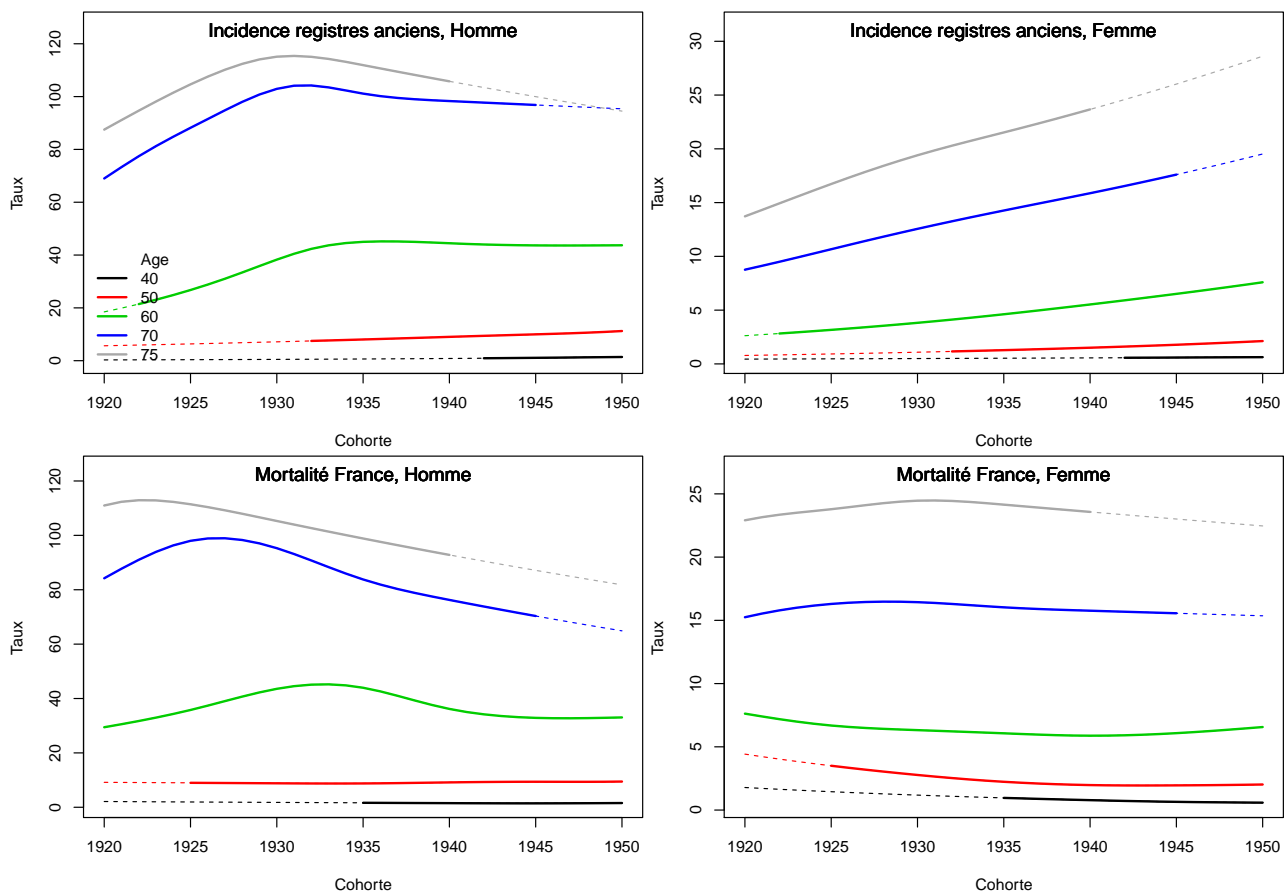 Incidence registres anciens, Homme
Taux
0 20 40 60 80 100 120
Age
40
50
60
70
75
1920 1925 1930 1935 1940 1945 1950
Cohorte
Incidence registres anciens, Femme
Taux
0 5 10 15 20 25 30
1920 1925 1930 1935 1940 1945 1950
Cohorte
Mortalité France, Homme
Taux
0 20 40 60 80 100 120
1920 1925 1930 1935 1940 1945 1950
Cohorte
Mortalité France, Femme
Taux
0 5 10 15 20 25
1920 1925 1930 1935 1940 1945 1950
Cohorte